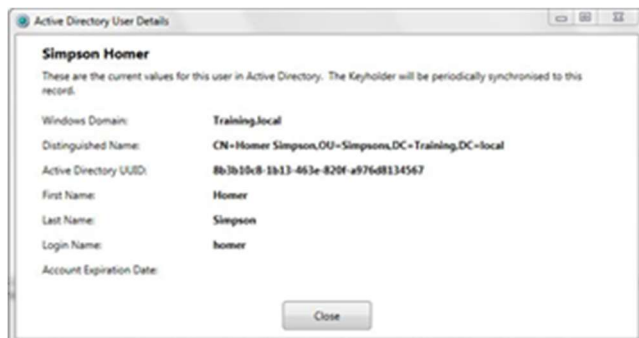 Active Directory User Details
Simpson Homer
These are the current values for this user in Active Directory. The Keyholder will be periodically synchronised to this
record.
Windows Domain: Training.local
Distinguished Name: CN=Homer Simpson,OU=Simpsons,DC=Training,DC=local
Active Directory UUID: 8b3b10c8-1b13-463e-820f-a976d8134567
First Name: Homer
Last Name: Simpson
Login Name: homer
Account Expiration Date:
Close